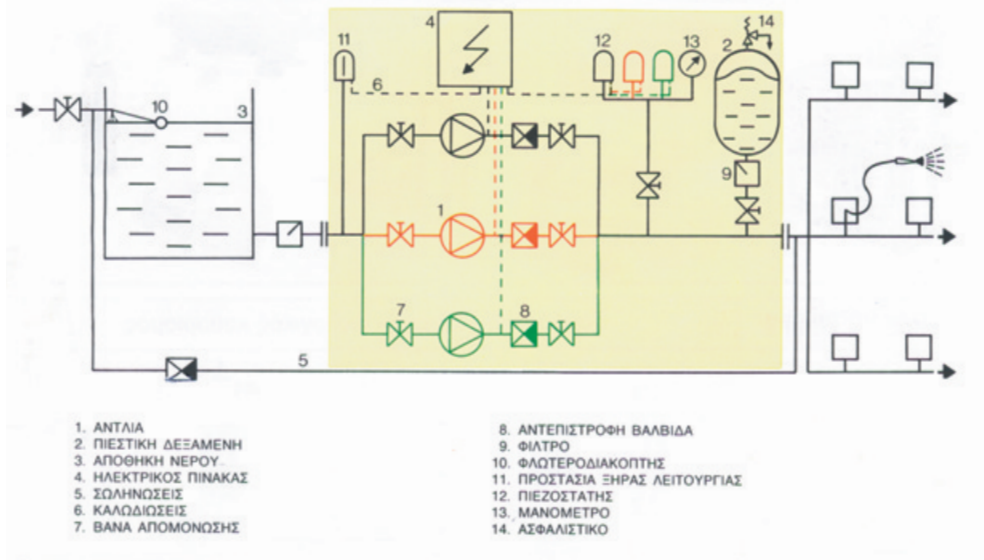 4
14
11
12
13
2
6
10
3
9
1
7
8
5
1. ΑΝΤΛΙΑ
2. ΠΙΕΣΤΙΚΗ ΔΕΞΑΜΕΝΗ
3. ΑΠΟΘΗΚΗ ΝΕΡΟΥ
4. ΗΛΕΚΤΡΙΚΟΣ ΠΙΝΑΚΑΣ
5. ΣΩΛΗΝΩΣΕΙΣ
6. ΚΑΛΩΔΙΩΣΕΙΣ
7. ΒΑΝΑ ΑΠΟΜΟΝΩΣΗΣ
8. ΑΝΤΕΠΙΣΤΡΟΦΗ ΒΑΛΒΙΔΑ
9. ΦΙΛΤΡΟ
10. ΦΛΩΤΕΡΟΔΙΑΚΟΠΤΗΣ
11. ΠΡΟΣΤΑΣΙΑ ΞΗΡΑΣ ΛΕΙΤΟΥΡΓΙΑΣ
12. ΠΙΕΖΟΣΤΑΤΗΣ
13. ΜΑΝΟΜΕΤΡΟ
14. ΑΣΦΑΛΙΣΤΙΚΟ